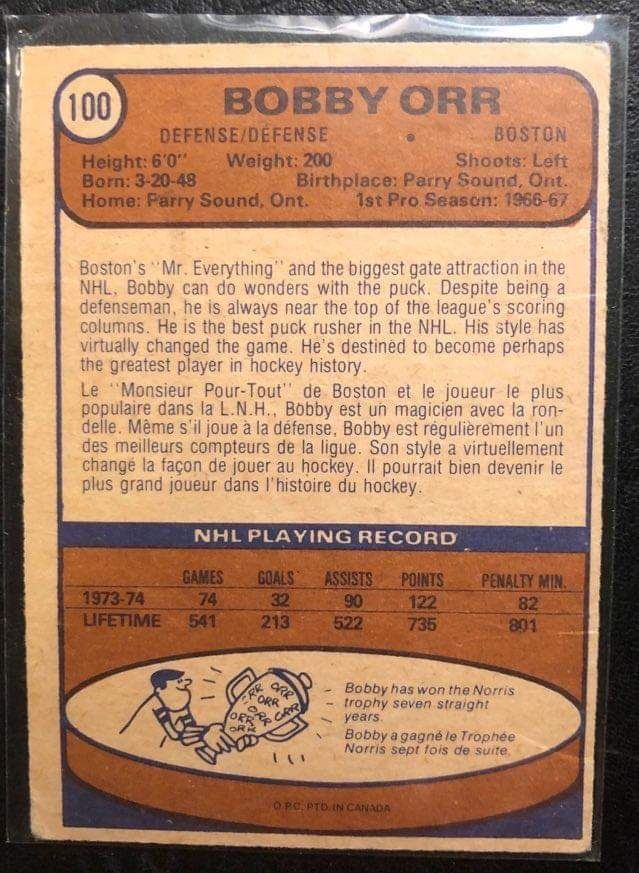 100
BOBBY ORR
DEFENSE/DÉFENSE • BOSTON
Height: 6'0" Weight: 200 Shoots: Left
Born: 3-20-48 Birthplace: Parry Sound, Ont.
Home: Parry Sound, Ont. 1st Pro Season: 1966-67
Boston's "Mr. Everything" and the biggest gate attraction in the
NHL, Bobby can do wonders with the puck. Despite being a
defenseman, he is always near the top of the league's scoring
columns. He is the best puck rusher in the NHL. His style has
virtually changed the game. He's destined to become perhaps
the greatest player in hockey history.
Le "Monsieur Pour-Tout" de Boston et le joueur le plus
populaire dans la L.N.H., Bobby est un magicien avec la ron-
delle. Même s'il joue à la défense, Bobby est régulièrement l'un
des meilleurs compteurs de la ligue. Son style a virtuellement
changé la façon de jouer au hockey. Il pourrait bien devenir le
plus grand joueur dans l'histoire du hockey.
NHL PLAYING RECORD
GAMES GOALS ASSISTS POINTS PENALTY MIN.
1973-74 74 32 90 122 82
LIFETIME 541 213 522 735 801
ORR ORR
ORR
ORR ORR
ORR
ORR
Bobby has won the Norris
trophy seven straight
years.
Bobby a gagné le Trophée
Norris sept fois de suite.
O.P.C. PTD. IN CANADA